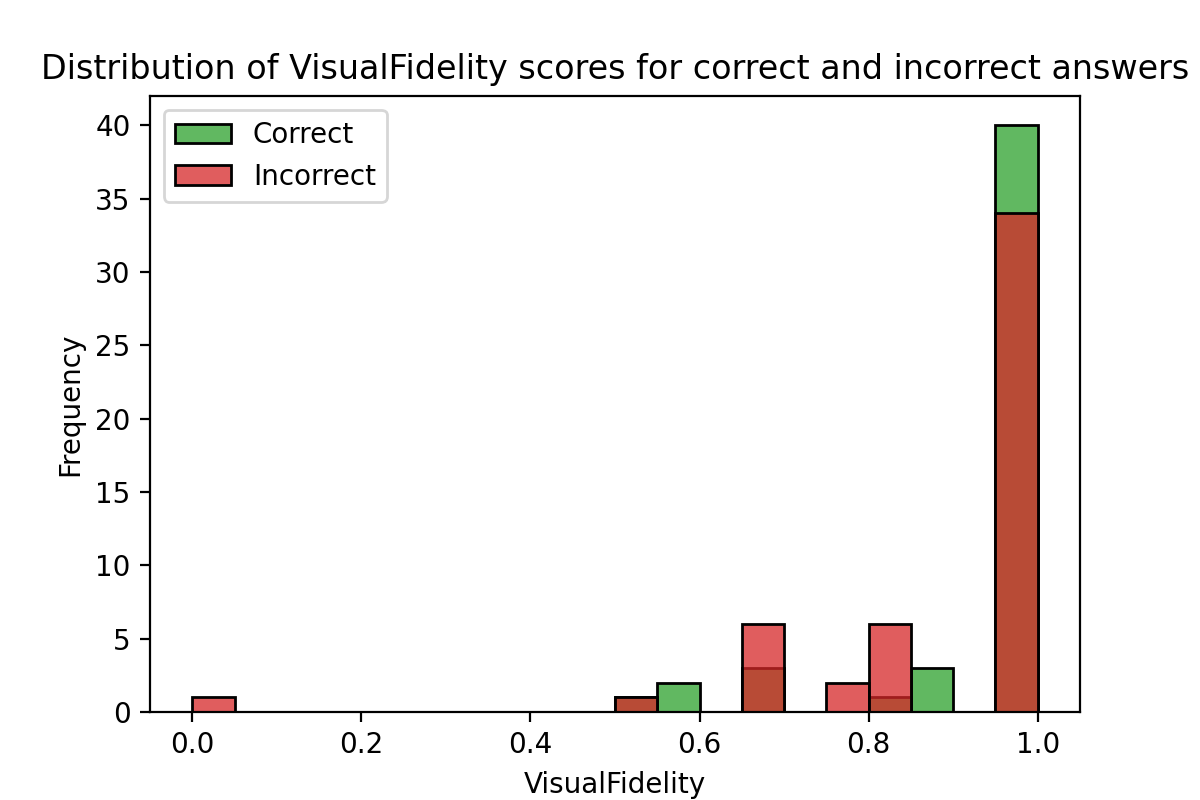 Distribution of VisualFidelity scores for correct and incorrect answers
Correct
Incorrect
40
35
30
25
20
15
10
5
0
Frequency
0.0 0.2 0.4 0.6 0.8 1.0
VisualFidelity